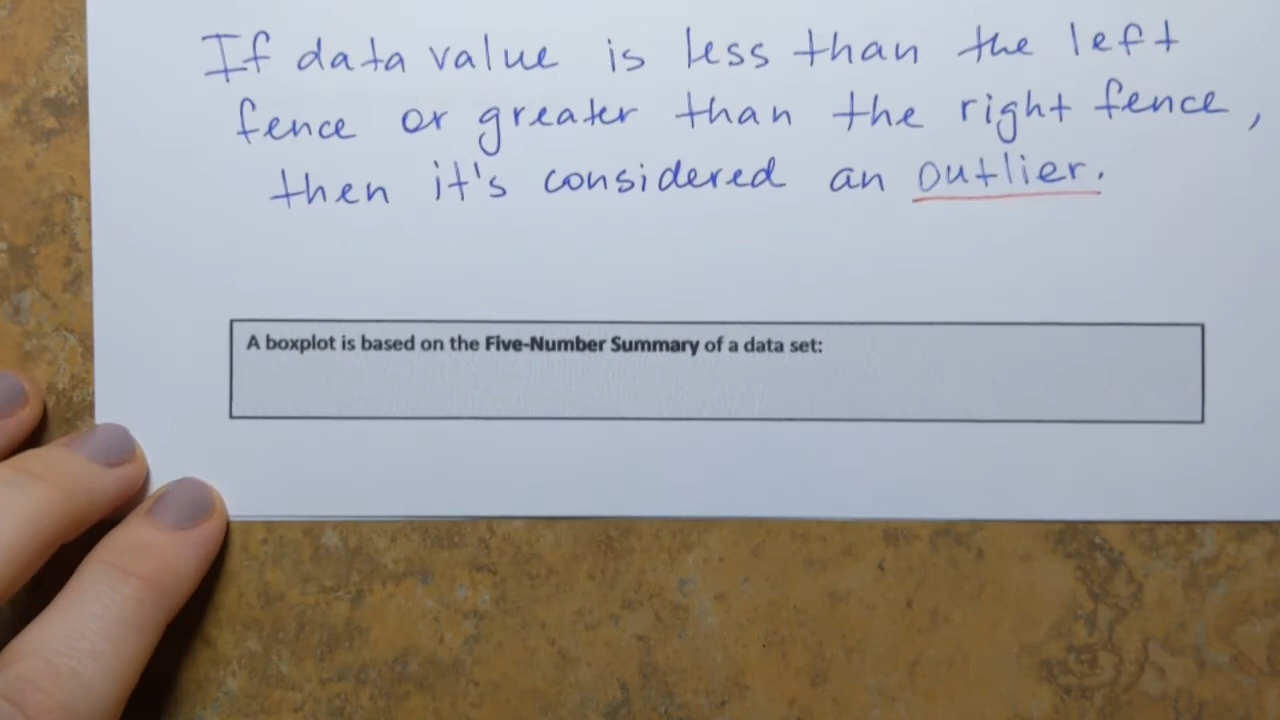 If data value is less than the left
fence or greater than the right fence,
then it's considered an outlier.
A boxplot is based on the Five-Number Summary of a data set: